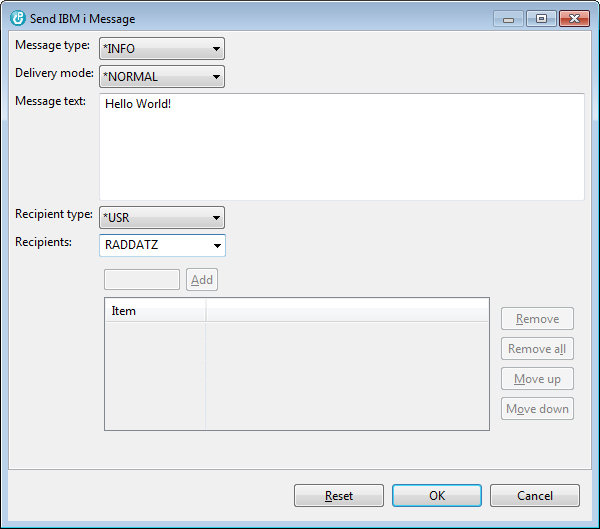 Send IBM i Message
Message type: *INFO
Delivery mode: *NORMAL
Message text: Hello World!
Recipient type: *USR
Recipients: RADDATZ
Add
Item
Remove
Remove all
Move up
Move down
Reset OK Cancel